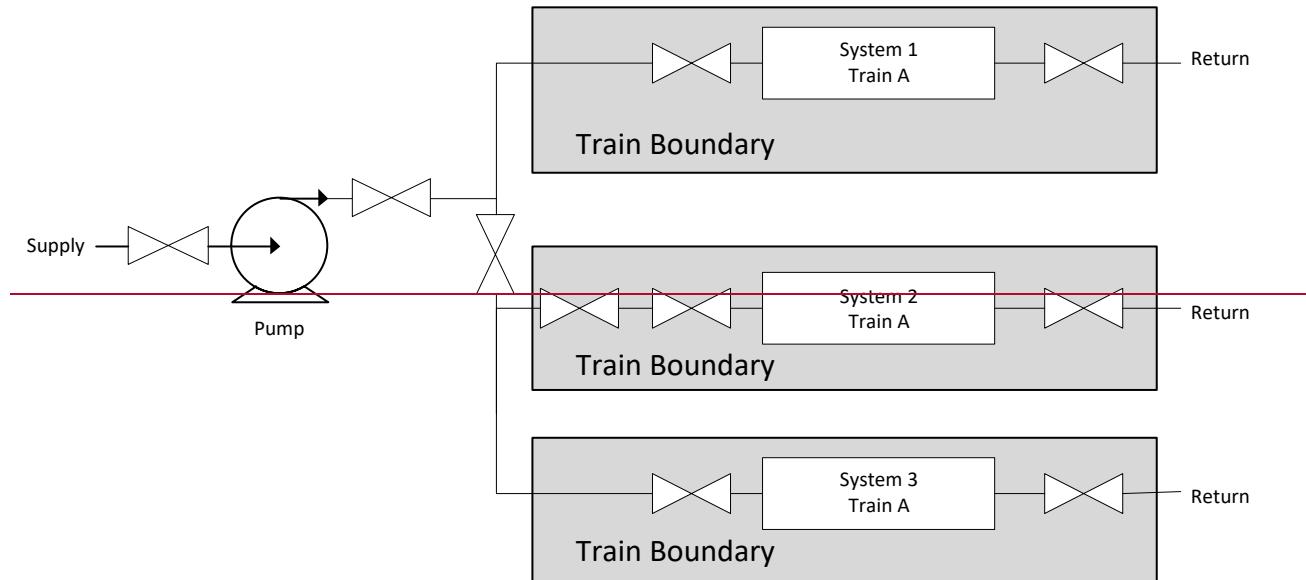 System 1
Train A
Return
Train Boundary
Supply
Pump
System 2
Train A
Return
Train Boundary
System 3
Train A
Return
Train Boundary